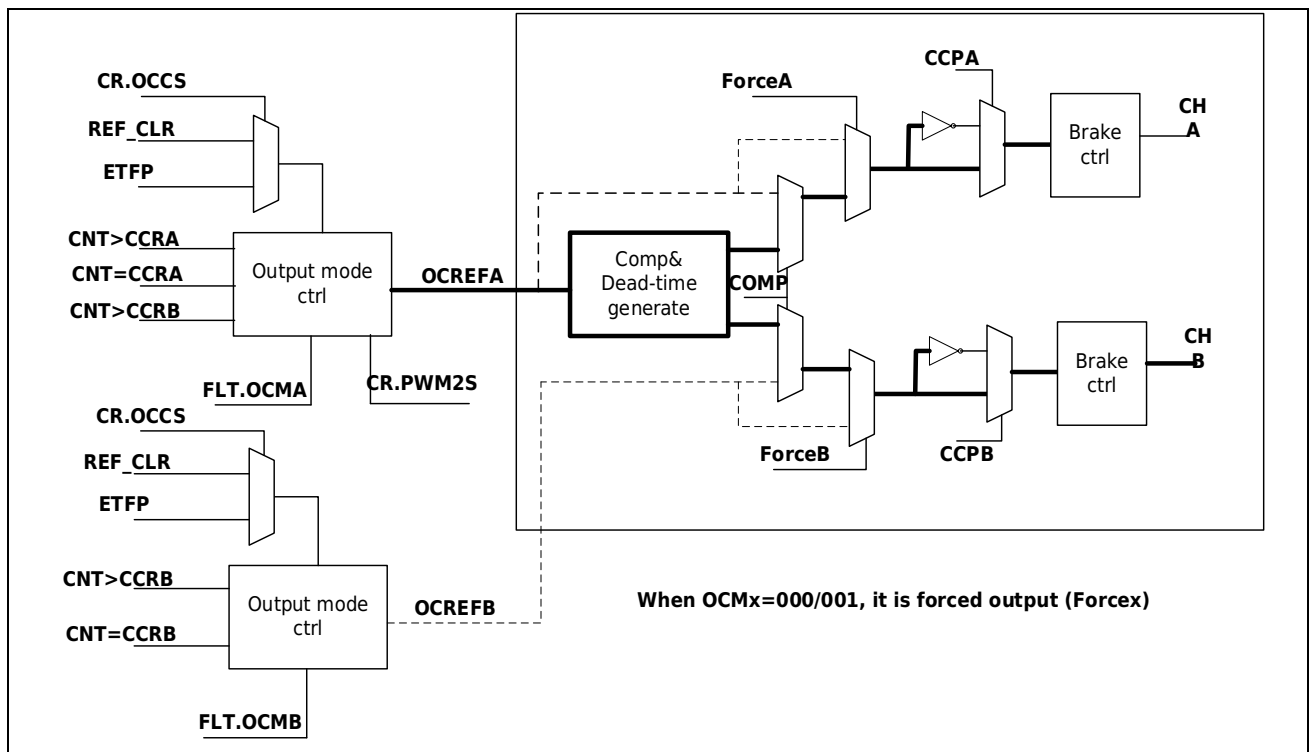 CR.OCCS
REF_CLR
ETFP
CNT>CCRA
CNT=CCRA
CNT>CCRB
Output mode
ctrl
FLT.OCMA
CR.PWM2S
OCREFA
Comp&
Dead-time
generate
COMP
ForceA
CCPA
Brake
ctrl
CH
A
ForceB
CCPB
Brake
ctrl
CH
B
CR.OCCS
REF_CLR
ETFP
CNT>CCRB
CNT=CCRB
Output mode
ctrl
OCREFB
FLT.OCMB
When OCMx=000/001, it is forced output (Forcex)